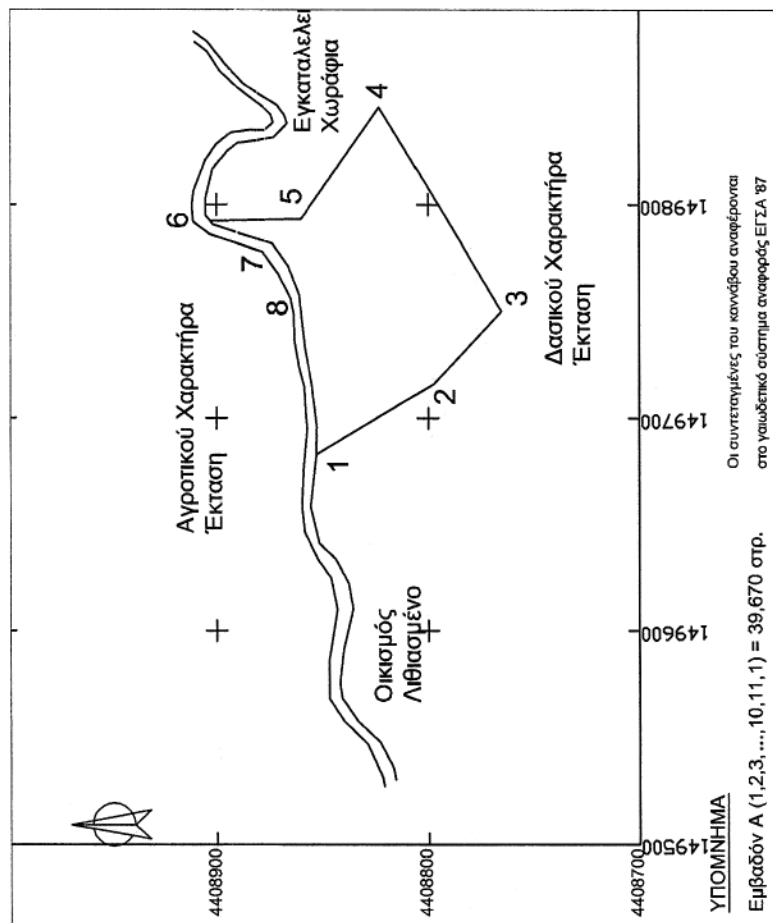 Εγκαταλελει
Χωράφια
Αγροτικού Χαρακτήρα
Έκταση
Οικισμός
Λιθιασμένο
Δασικού Χαρακτήρα
Έκταση
1
2
3
4
5
6
7
8
4408900
4408800
4408700
149500
149600
149700
149800
ΥΠΟΜΝΗΜΑ
Εμβαδόν Α (1,2,3, ...,10,11,1) = 39,670 στρ.
Οι συντεταγμένες του καννάβου αναφέρονται
στο γαιωδετικό σύστημα αναφοράς ΕΓΣΑ '87